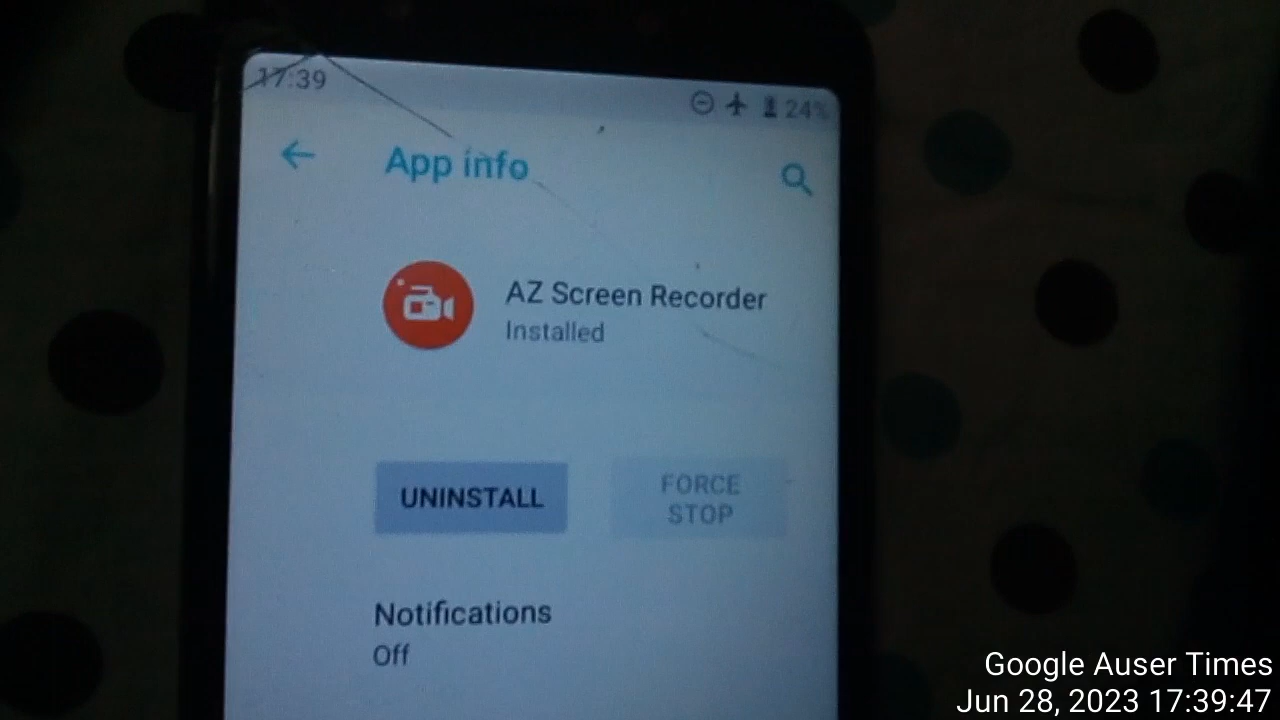 17:39
24%
App info
AZ Screen Recorder
Installed
UNINSTALL
FORCE
STOP
Notifications
Off
Google Auser Times
Jun 28, 2023 17:39:47